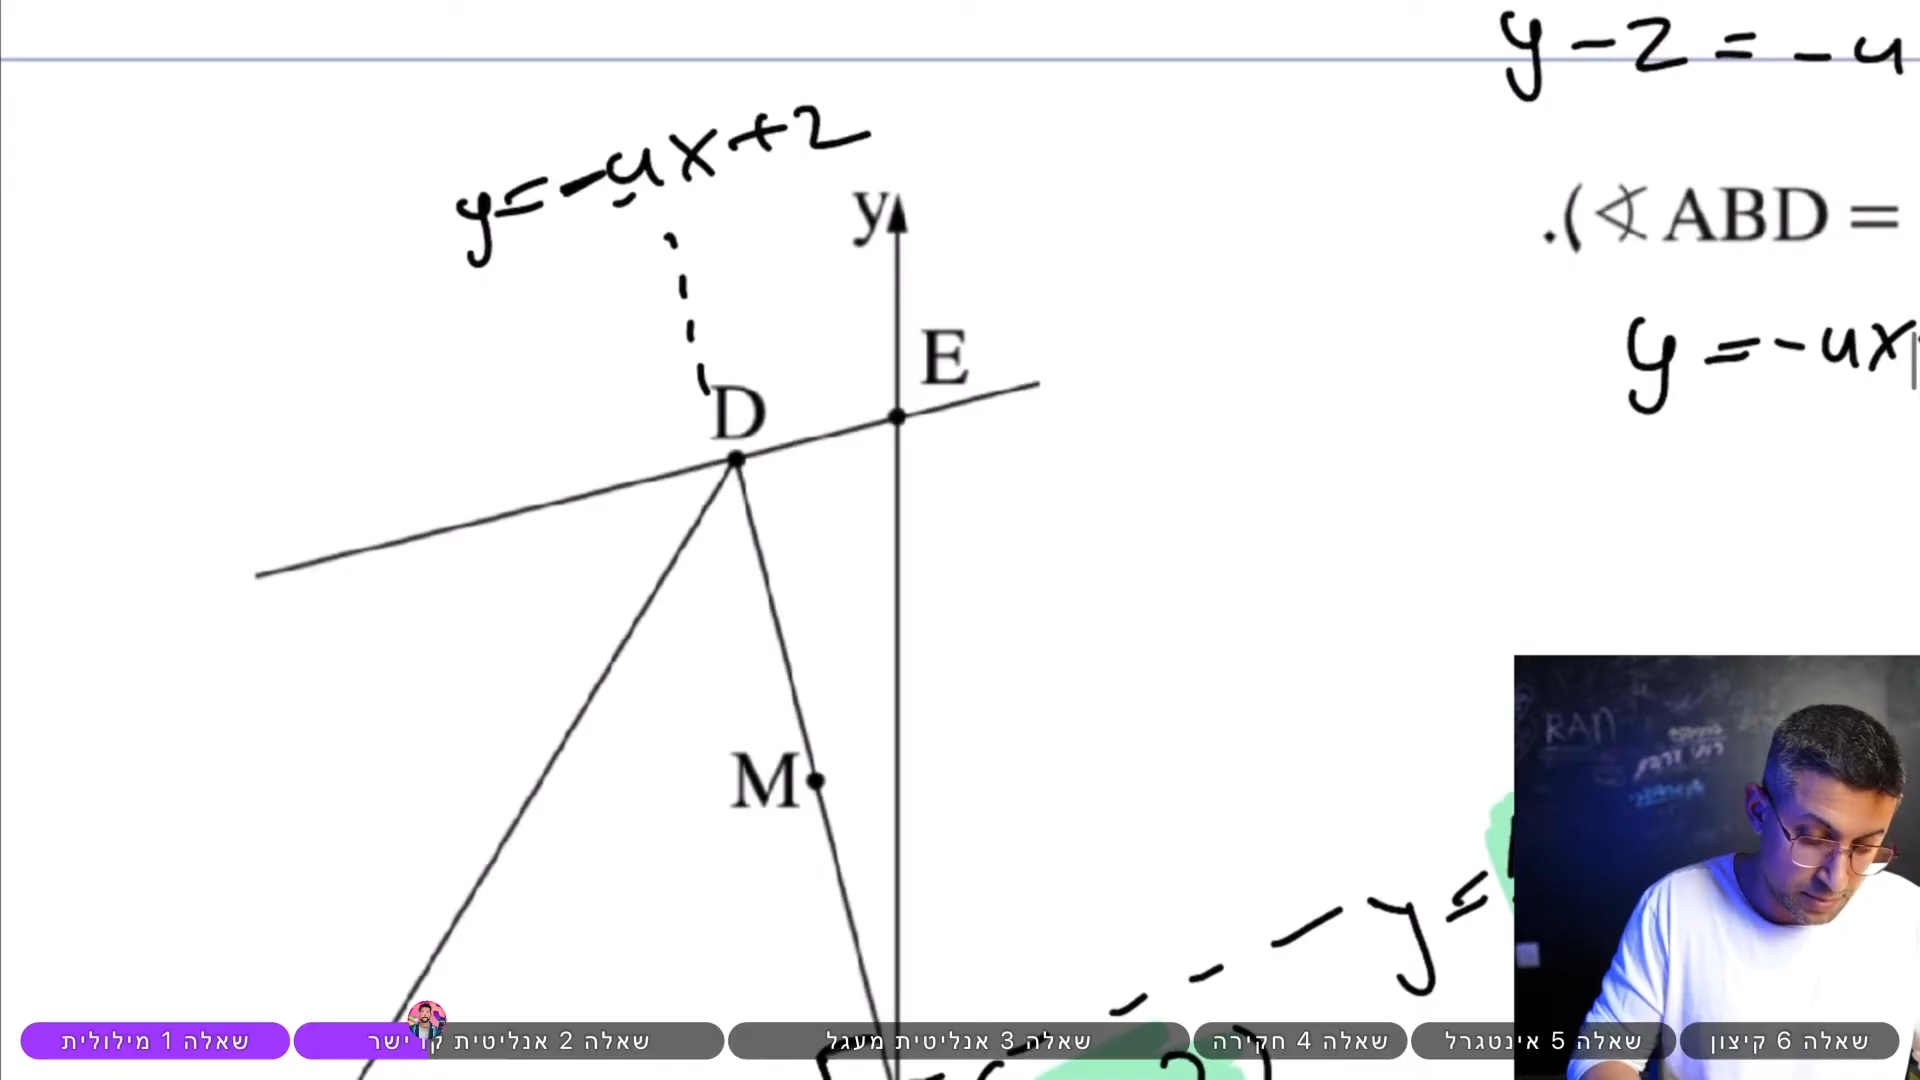 y-2=-4
y=-4x+2
y
.(∢ABD=
E
y=-4x
D
M
y=
RAN
שאלה 1 מילולית
שאלה 2 אנליטית קו ישר
שאלה 3 אנליטית מעגל
שאלה 4 חקירה
שאלה 5 אינטגרל
שאלה 6 קיצון